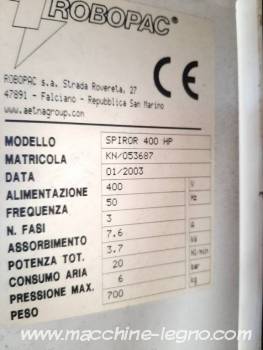 ROBOPAC®
ROBOPAC s.a. Strada Rovereta, 27
47891 - Falciano - Repubblica San Marino
www.aetnagroup.com
CE
MODELLO SPIROR 400 HP
MATRICOLA KN/053687
DATA 01/2003
ALIMENTAZIONE 400 V
FREQUENZA 50 Hz
N. FASI 3
ASSORBIMENTO 7.6 A
POTENZA TOT. 3.7 kW
CONSUMO ARIA 20 Nl/min
PRESSIONE MAX. 6 bar
PESO 700 kg
www.macchine-legno.com